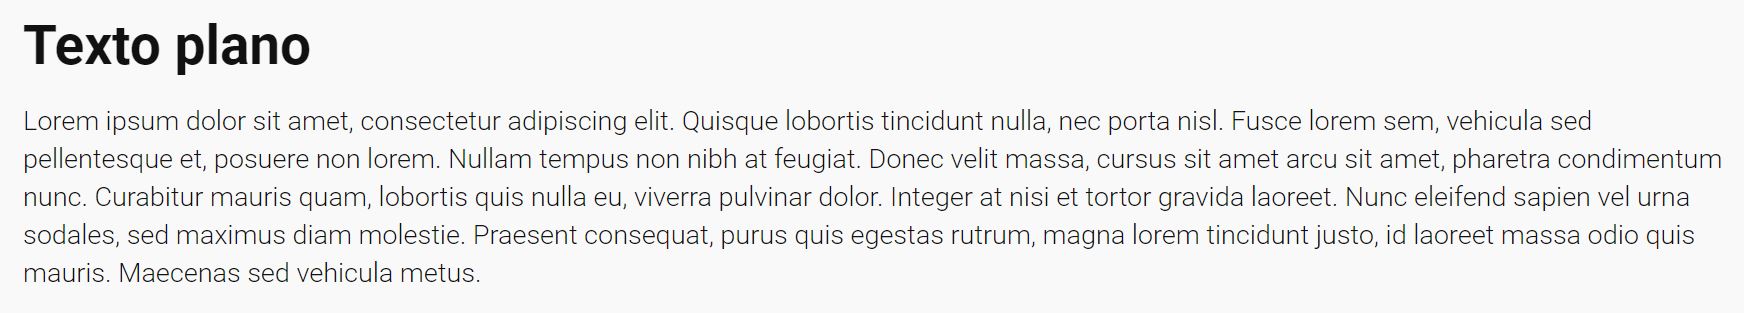 Texto plano
Lorem ipsum dolor sit amet, consectetur adipiscing elit. Quisque lobortis tincidunt nulla, nec porta nisl. Fusce lorem sem, vehicula sed
pellentesque et, posuere non lorem. Nullam tempus non nibh at feugiat. Donec velit massa, cursus sit amet arcu sit amet, pharetra condimentum
nunc. Curabitur mauris quam, lobortis quis nulla eu, viverra pulvinar dolor. Integer at nisi et tortor gravida laoreet. Nunc eleifend sapien vel urna
sodales, sed maximus diam molestie. Praesent consequat, purus quis egestas rutrum, magna lorem tincidunt justo, id laoreet massa odio quis
mauris. Maecenas sed vehicula metus.